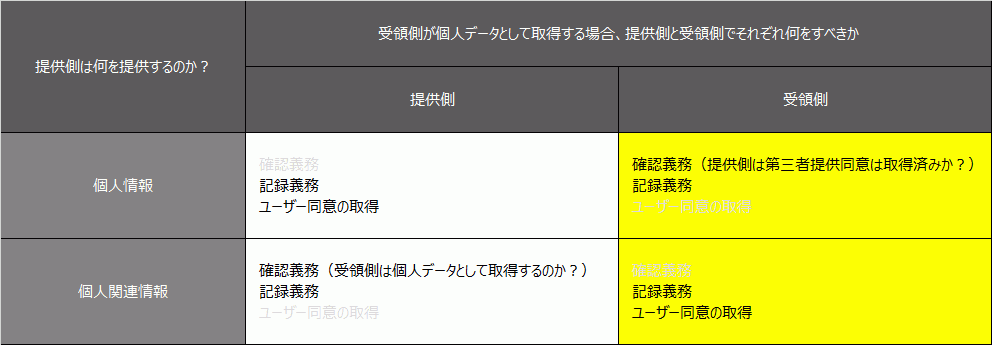 提供側は何を提供するのか？
受領側が個人データとして取得する場合、提供側と受領側でそれぞれ何をすべきか
提供側
受領側
個人情報
確認義務
記録義務
ユーザー同意の取得
確認義務（提供側は第三者提供同意は取得済みか？）
記録義務
ユーザー同意の取得
個人関連情報
確認義務（受領側は個人データとして取得するのか？）
記録義務
ユーザー同意の取得
確認義務
記録義務
ユーザー同意の取得